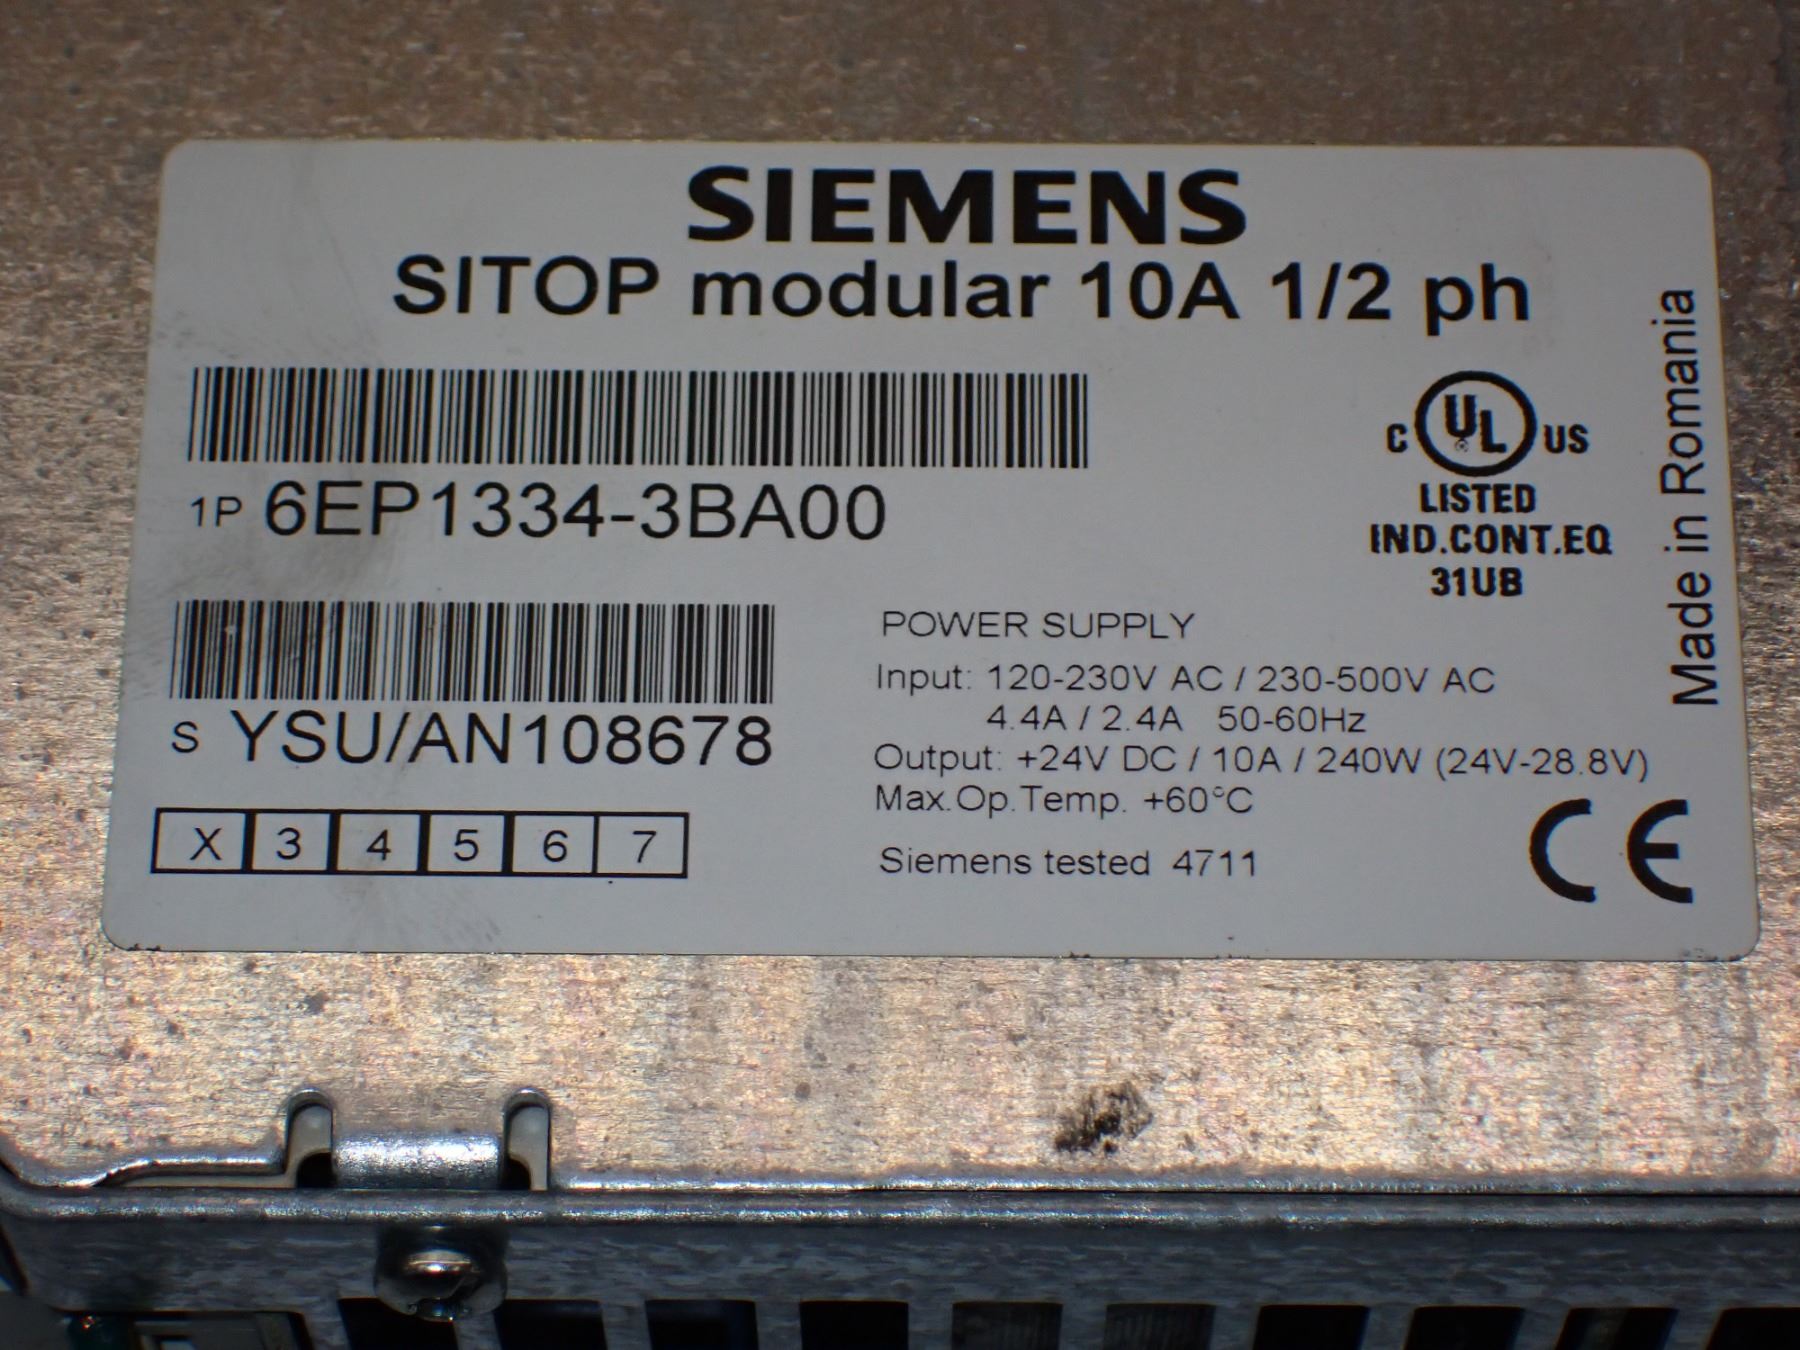 SIEMENS
SITOP modular 10A 1/2 ph
1P 6EP1334-3BA00
C UL US
LISTED
IND.CONT.EQ
31UB
Made in Romania
S YSU/AN108678
X 3 4 5 6 7
POWER SUPPLY
Input: 120-230V AC / 230-500V AC
4.4A / 2.4A 50-60Hz
Output: +24V DC / 10A / 240W (24V-28.8V)
Max.Op.Temp. +60°C
Siemens tested 4711
CE